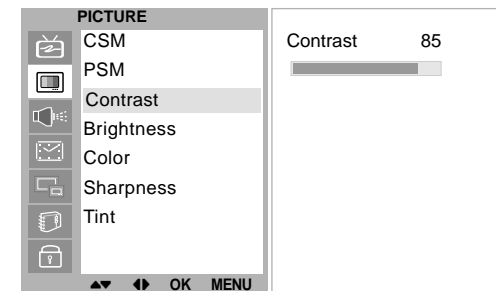 PICTURE
CSM
PSM
Contrast
Brightness
Color
Sharpness
Tint
▲▼ ◀▶ OK MENU
Contrast 85